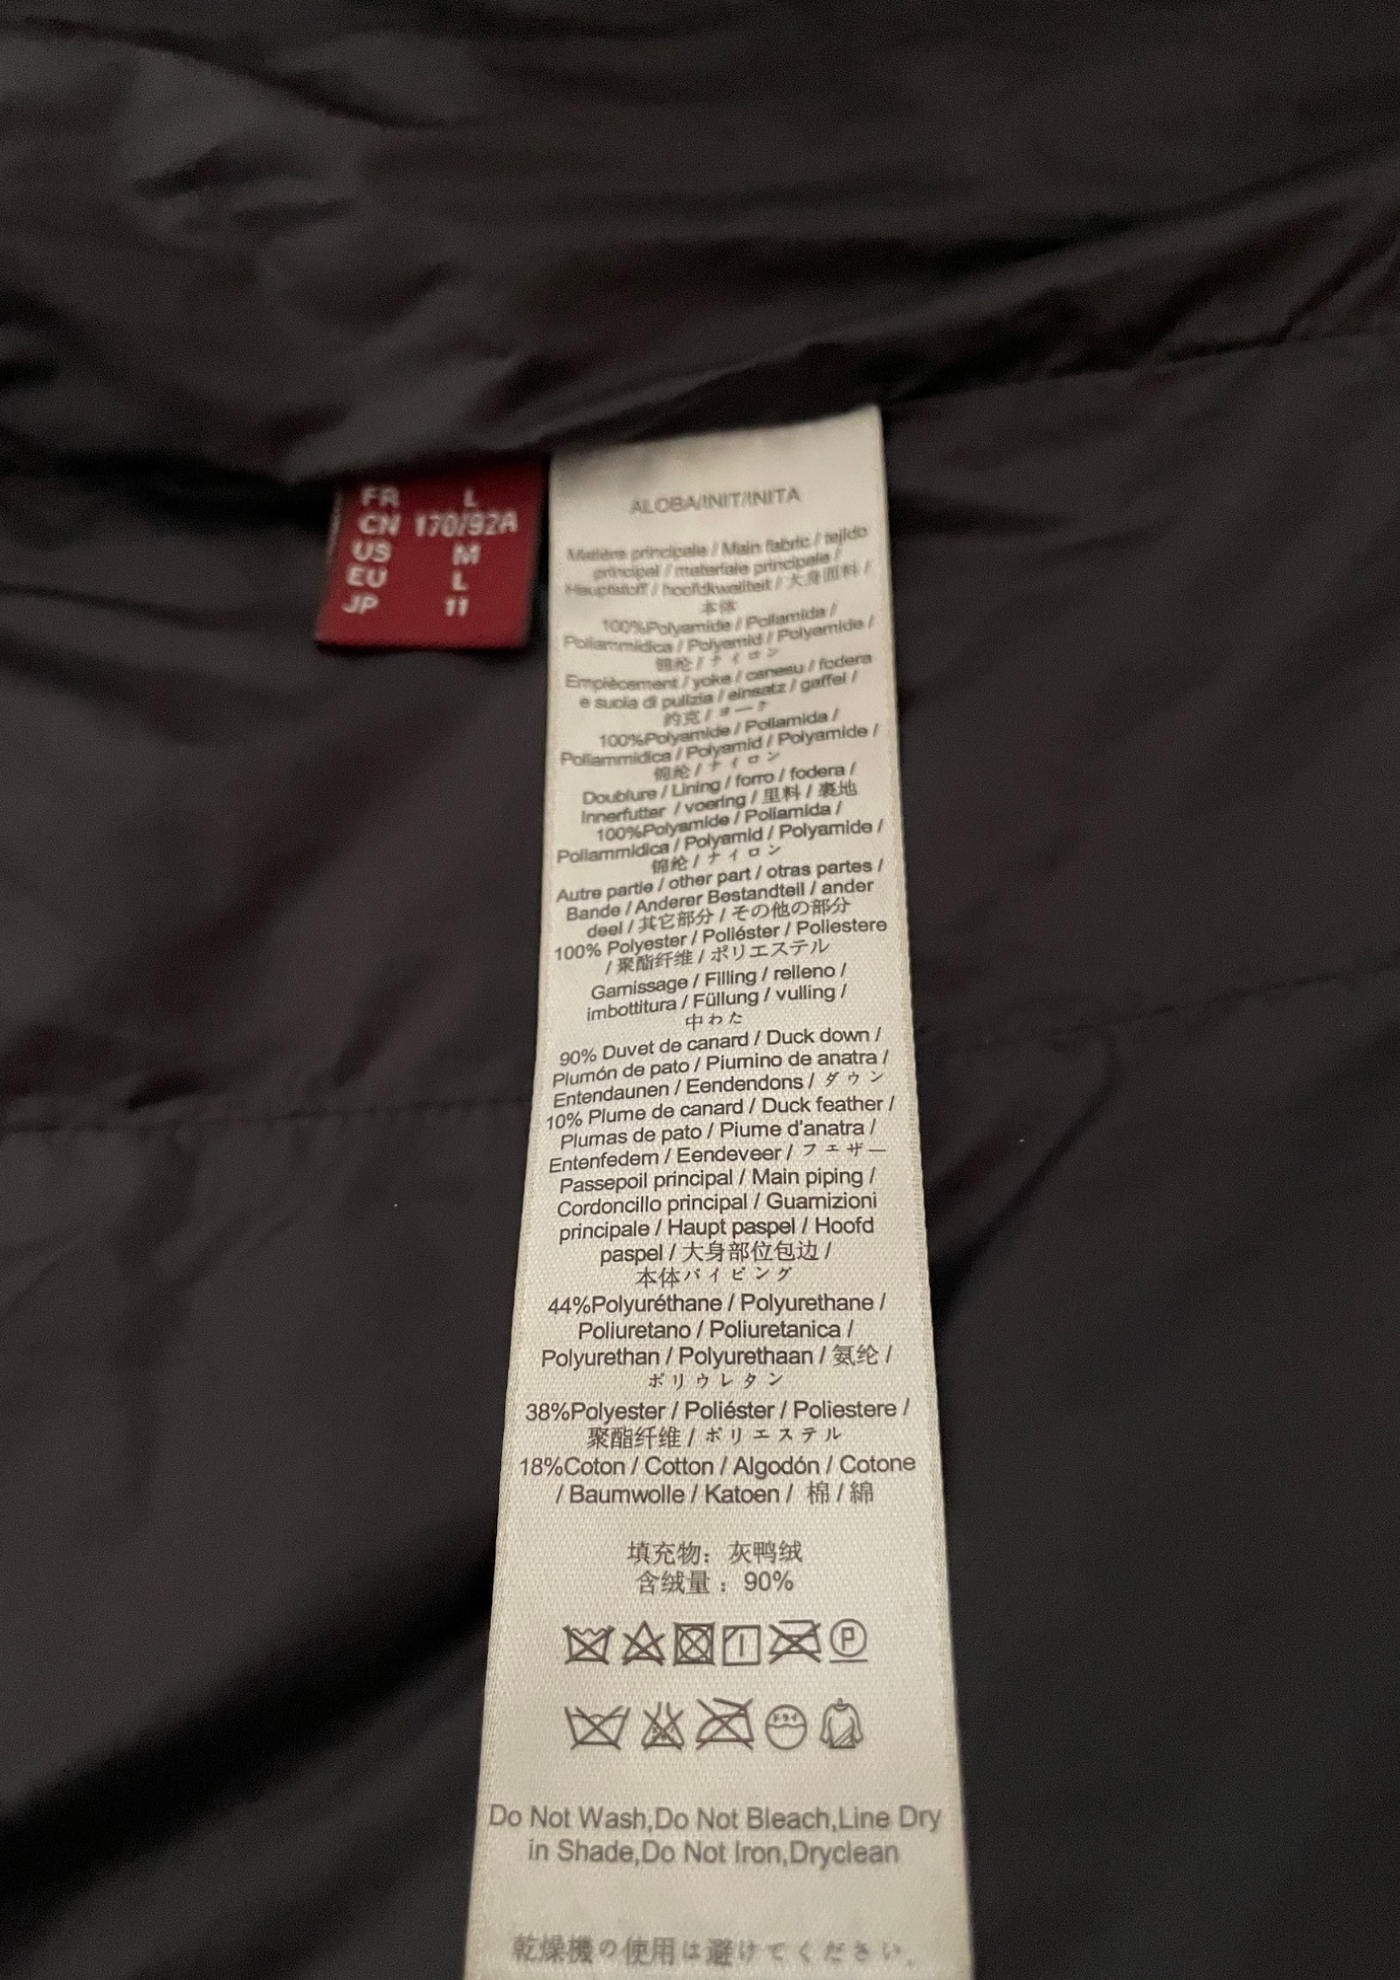 FR L
CN 170/92A
US M
EU L
JP 11
ALOBA/INIT/INITA
Matière principale / Main fabric / tejido
principal / materiale principale /
Hauptstoff / hoofdkwaliteit / 大身面料 /
本体
100%Polyamide / Poliamida /
Poliammidica / Polyamid / Polyamide /
锦纶 / ナイロン
Emplècement / yoke / canesu / fodera
e suola di pulizia / einsatz / gaffel /
约克 / ヨーク
100%Polyamide / Poliamida /
Poliammidica / Polyamid / Polyamide /
锦纶 / ナイロン
Doublure / Lining / forro / fodera /
Innerfutter / voering / 里料 / 裏地
100%Polyamide / Poliamida /
Poliammidica / Polyamid / Polyamide /
锦纶 / ナイロン
Autre partie / other part / otras partes /
Bande / Anderer Bestandteil / ander
deel / 其它部分 / その他の部分
100% Polyester / Poliéster / Poliestere
/ 聚酯纤维 / ポリエステル
Garnissage / Filling / relleno /
imbottitura / Füllung / vulling /
中わた
90% Duvet de canard / Duck down /
Plumón de pato / Piumino de anatra /
Entendaunen / Eendendons / ダウン
10% Plume de canard / Duck feather /
Plumas de pato / Piume d'anatra /
Entenfedern / Eendeveer / フェザー
Passepoil principal / Main piping /
Cordoncillo principal / Guarnizioni
principale / Haupt paspel / Hoofd
paspel / 大身部位包边 /
本体パイピング
44%Polyuréthane / Polyurethane /
Poliuretano / Poliuretanica /
Polyurethan / Polyurethaan / 氨纶 /
ポリウレタン
38%Polyester / Poliéster / Poliestere /
聚酯纤维 / ポリエステル
18%Coton / Cotton / Algodón / Cotone
/ Baumwolle / Katoen / 棉 / 綿
填充物：灰鸭绒
含绒量：90%
P
ドライ
Do Not Wash,Do Not Bleach,Line Dry
in Shade,Do Not Iron,Dryclean
乾燥機の使用は避けてください。